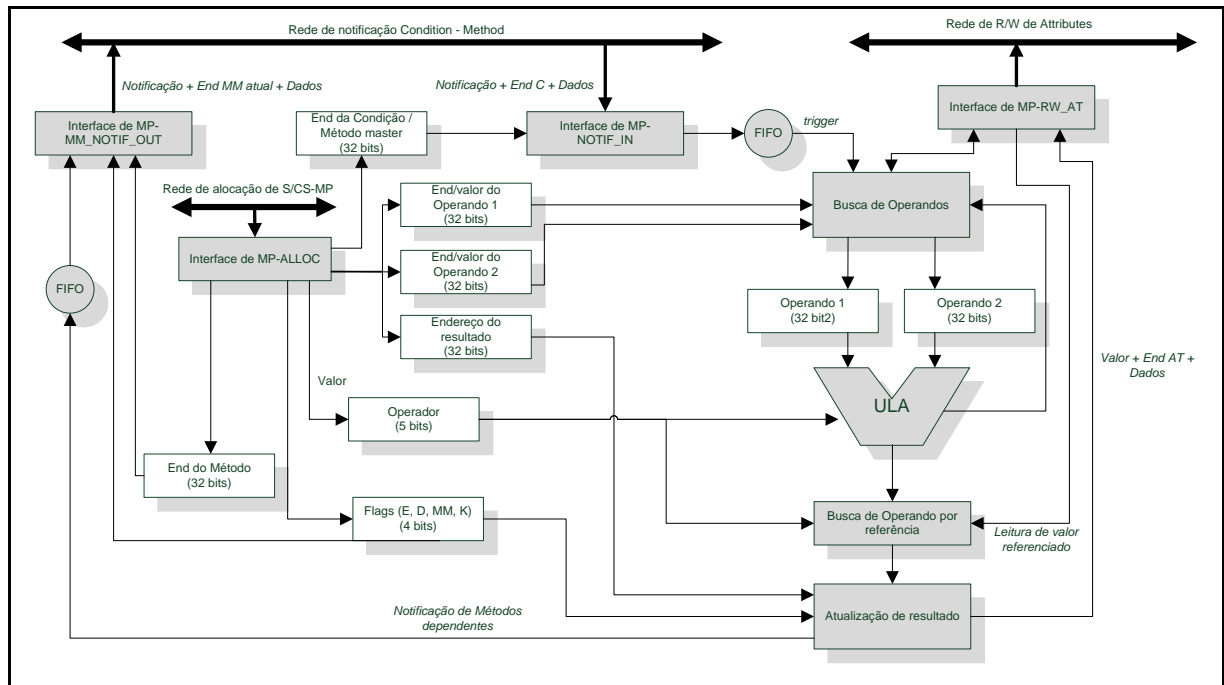 Rede de notificação Condition - Method
Rede de R/W de Attributes
Notificação + End MM atual + Dados
Notificação + End C + Dados
Interface de MP-
MM_NOTIF_OUT
End da Condição /
Método master
(32 bits)
Interface de MP-
NOTIF_IN
FIFO
trigger
Interface de MP-RW_AT
Rede de alocação de S/CS-MP
Interface de MP-ALLOC
End/valor do
Operando 1
(32 bits)
Busca de Operandos
End/valor do
Operando 2
(32 bits)
FIFO
Operando 1
(32 bit2)
Operando 2
(32 bits)
Endereço do
resultado
(32 bits)
Valor + End AT +
Dados
Valor
ULA
Operador
(5 bits)
End do Método
(32 bits)
Flags (E, D, MM, K)
(4 bits)
Busca de Operando por
referência
Leitura de valor
referenciado
Notificação de Métodos
dependentes
Atualização de resultado